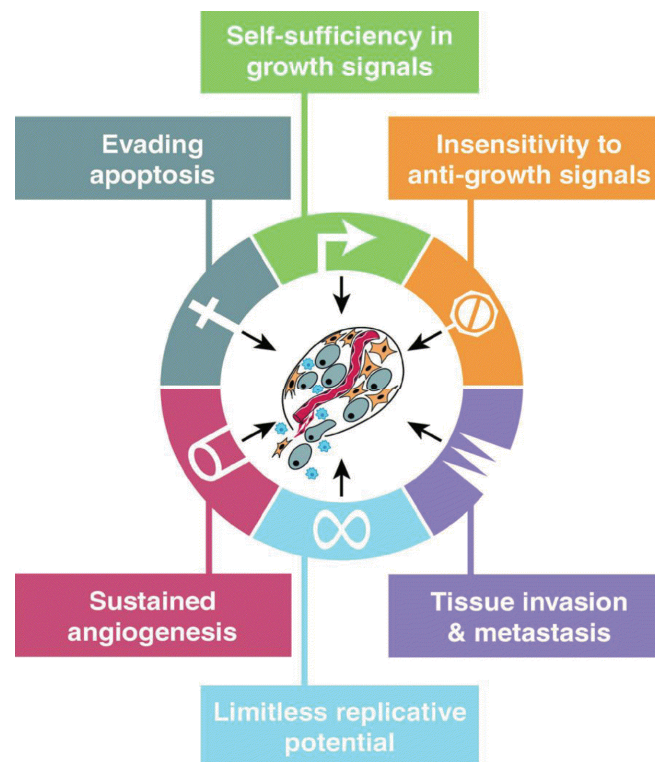 Self-sufficiency in
growth signals
Evading
apoptosis
Insensitivity to
anti-growth signals
Sustained
angiogenesis
Tissue invasion
& metastasis
Limitless replicative
potential